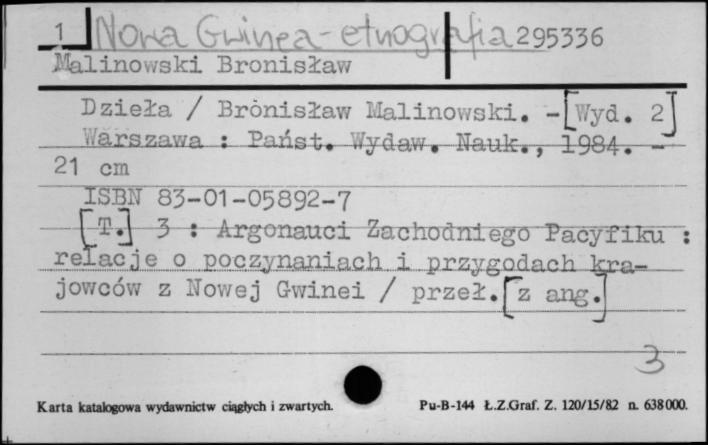 1 Nowa Gwinea - etnografia 295336
Malinowski Bronisław
Dzieła / Bronisław Malinowski. - [Wyd. 2]
Warszawa : Państ. Wydaw. Nauk., 1984. -
21 cm
ISBN 83-01-05892-7
[T.] 3 : Argonauci Zachodniego Pacyfiku :
relacje o poczynaniach i przygodach kra-
jowców z Nowej Gwinei / przeł. [z ang.]
3
Karta katalogowa wydawnictw ciągłych i zwartych. Pu-B-144 Ł.Z.Graf. Z. 120/15/82 n. 638000.